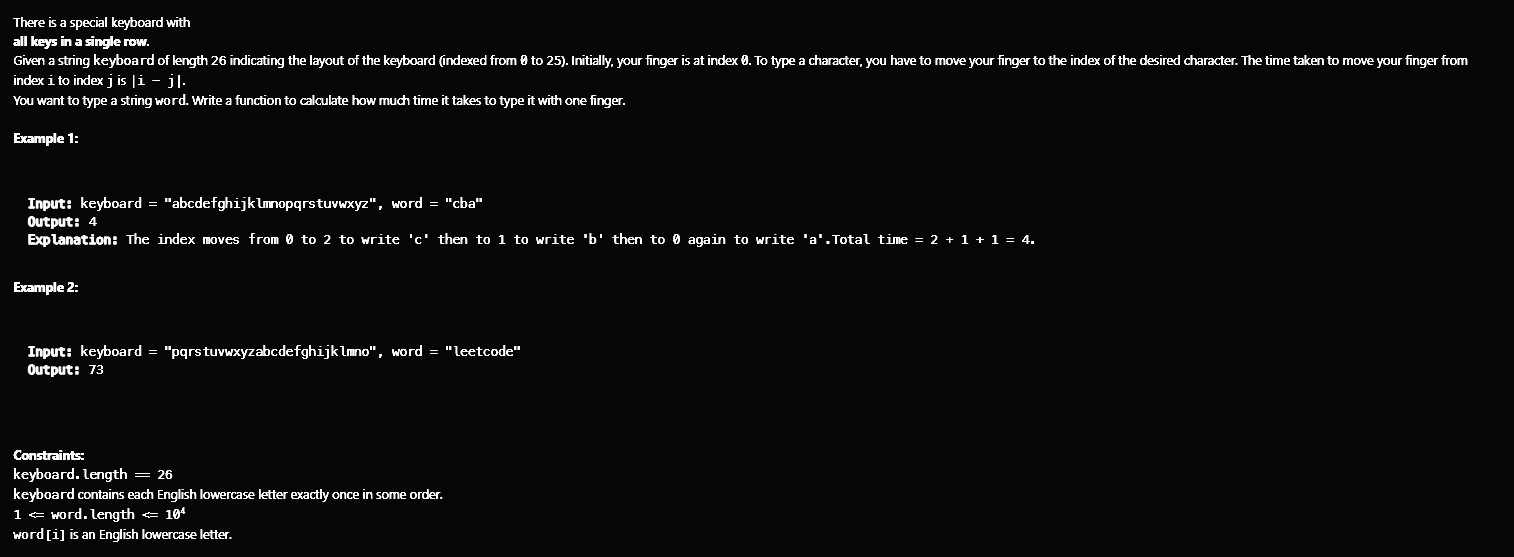 There is a special keyboard with
all keys in a single row.
Given a string keyboard of length 26 indicating the layout of the keyboard (indexed from 0 to 25). Initially, your finger is at index 0. To type a character, you have to move your finger to the index of the desired character. The time taken to move your finger from
index i to index j is |i − j|.
You want to type a string word. Write a function to calculate how much time it takes to type it with one finger.
Example 1:
Input: keyboard = "abcdefghijklmnopqrstuvwxyz", word = "cba"
Output: 4
Explanation: The index moves from 0 to 2 to write 'c' then to 1 to write 'b' then to 0 again to write 'a'.Total time = 2 + 1 + 1 = 4.
Example 2:
Input: keyboard = "pqrstuvwxyzabcdefghijklmno", word = "leetcode"
Output: 73
Constraints:
keyboard.length == 26
keyboard contains each English lowercase letter exactly once in some order.
1 <= word.length <= 10⁴
word[i] is an English lowercase letter.